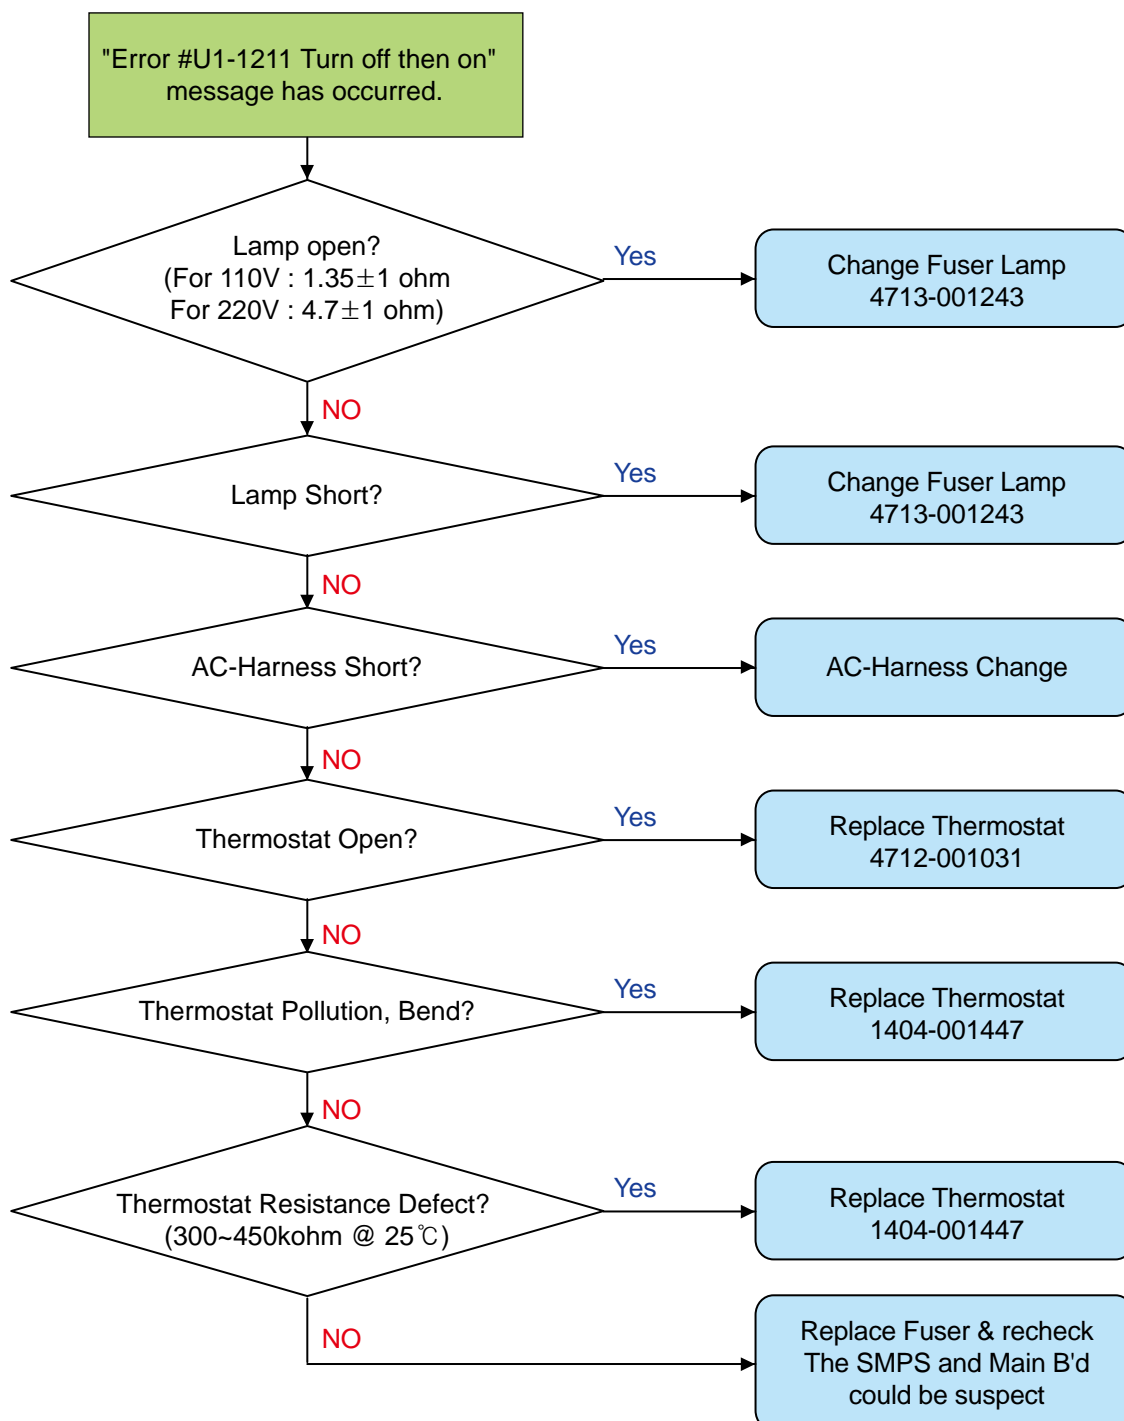 "Error #U1-1211 Turn off then on"
message has occurred.
Lamp open?
(For 110V : 1.35±1 ohm
For 220V : 4.7±1 ohm)
Yes
Change Fuser Lamp
4713-001243
NO
Lamp Short?
Yes
Change Fuser Lamp
4713-001243
NO
AC-Harness Short?
Yes
AC-Harness Change
NO
Thermostat Open?
Yes
Replace Thermostat
4712-001031
NO
Thermostat Pollution, Bend?
Yes
Replace Thermostat
1404-001447
NO
Thermostat Resistance Defect?
(300~450kohm @ 25℃)
Yes
Replace Thermostat
1404-001447
NO
Replace Fuser & recheck
The SMPS and Main B'd
could be suspect